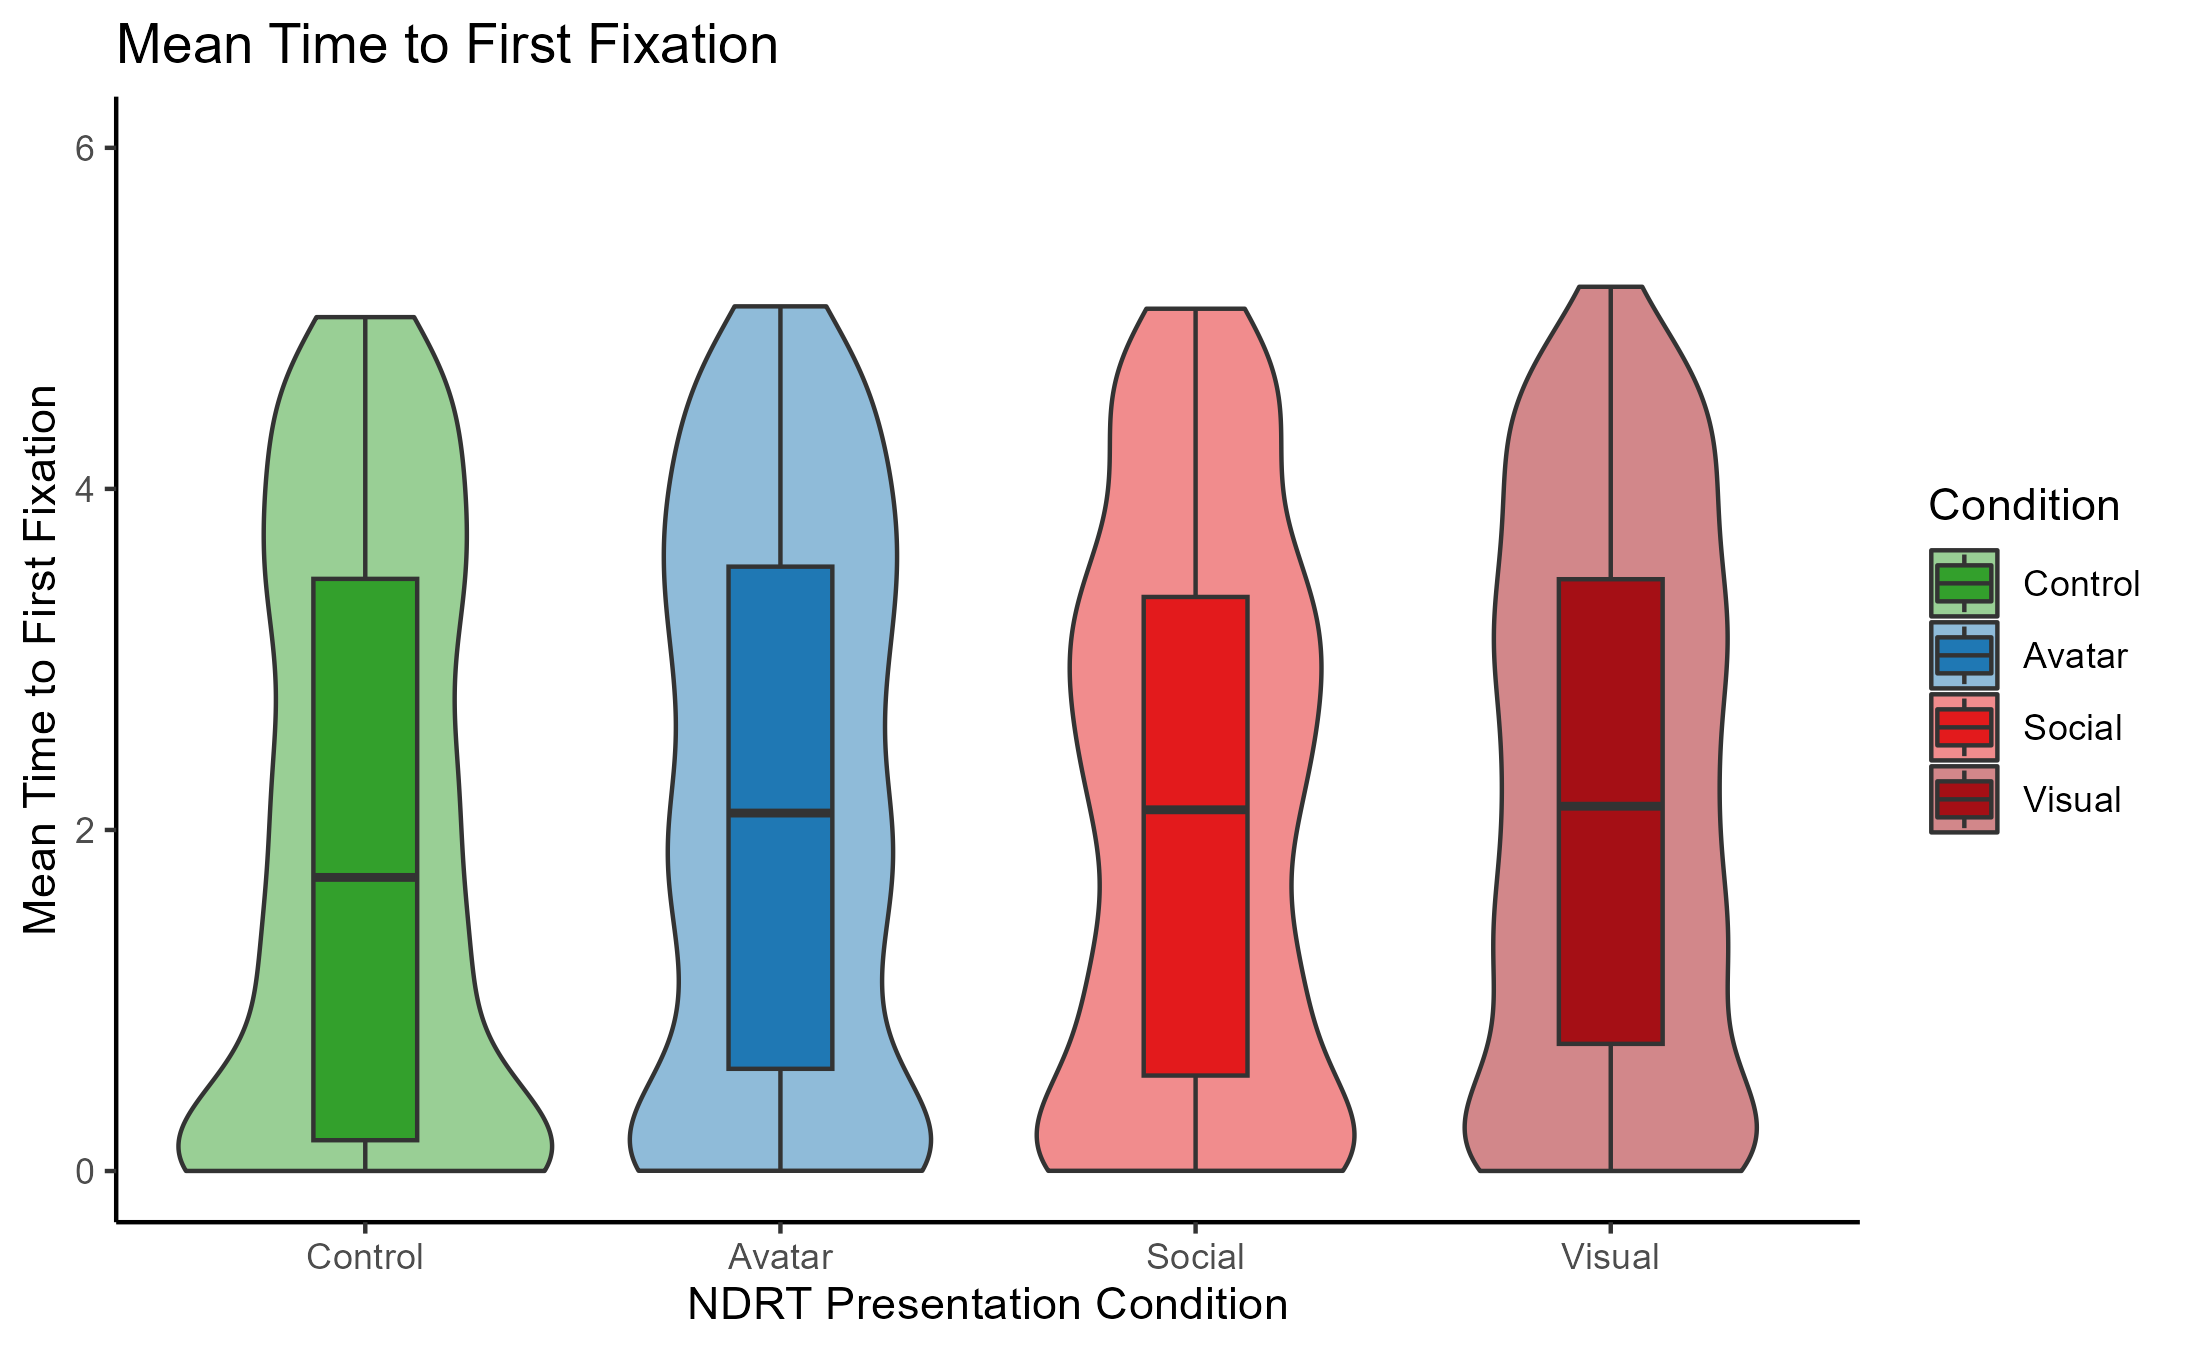 Mean Time to First Fixation
Mean Time to First Fixation
6
4
2
0
Control
Avatar
Social
Visual
NDRT Presentation Condition
Condition
Control
Avatar
Social
Visual